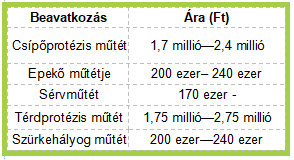 Beavatkozás Ára (Ft)
Csípőprotézis műtét 1,7 millió—2,4 millió
Epekő műtétje 200 ezer– 240 ezer
Sérvműtét 170 ezer -
Térdprotézis műtét 1,75 millió—2,75 millió
Szürkehályog műtét 200 ezer—240 ezer